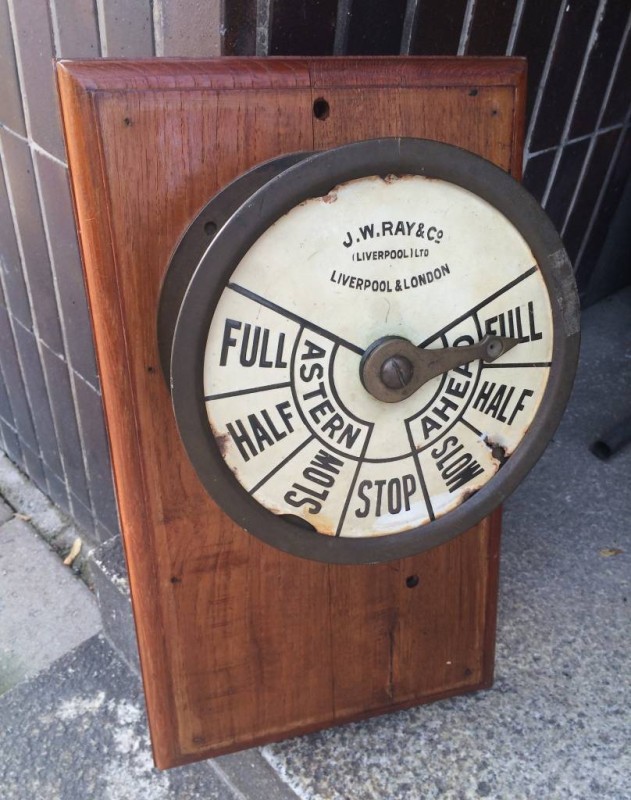 J.W.RAY&Co
(LIVERPOOL) LTD
LIVERPOOL & LONDON
FULL
HALF
SLOW
STOP
SLOW
HALF
FULL
ASTERN
AHEAD